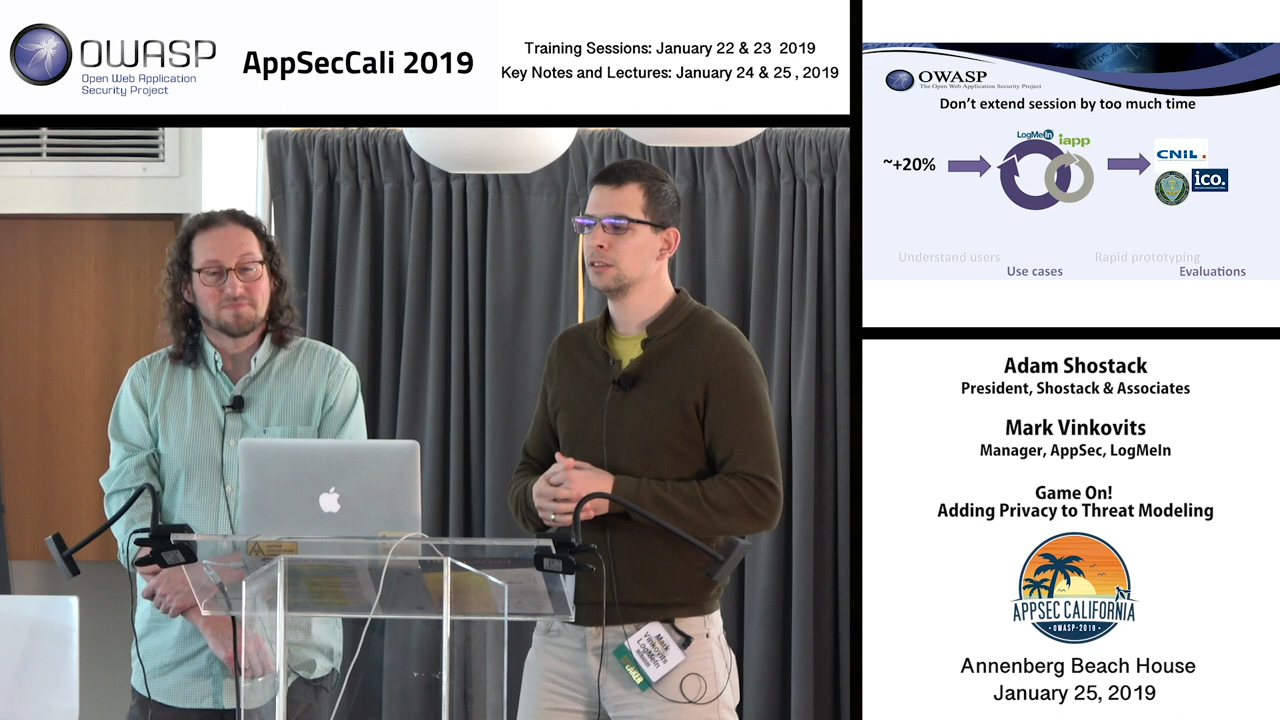 OWASP
Open Web Application
Security Project
AppSecCali 2019
Training Sessions: January 22 & 23 2019
Key Notes and Lectures: January 24 & 25 , 2019
OWASP
The Open Web Application Security Project
Don't extend session by too much time
~+20%
LogMeIn
iapp
CNIL.
ico.
Understand users
Use cases
Rapid prototyping
Evaluations
Adam Shostack
President, Shostack & Associates
Mark Vinkovits
Manager, AppSec, LogMeIn
Game On!
Adding Privacy to Threat Modeling
APPSEC CALIFORNIA
OWASP-2019
Annenberg Beach House
January 25, 2019
Mark
Vinkovits
LogMeIn